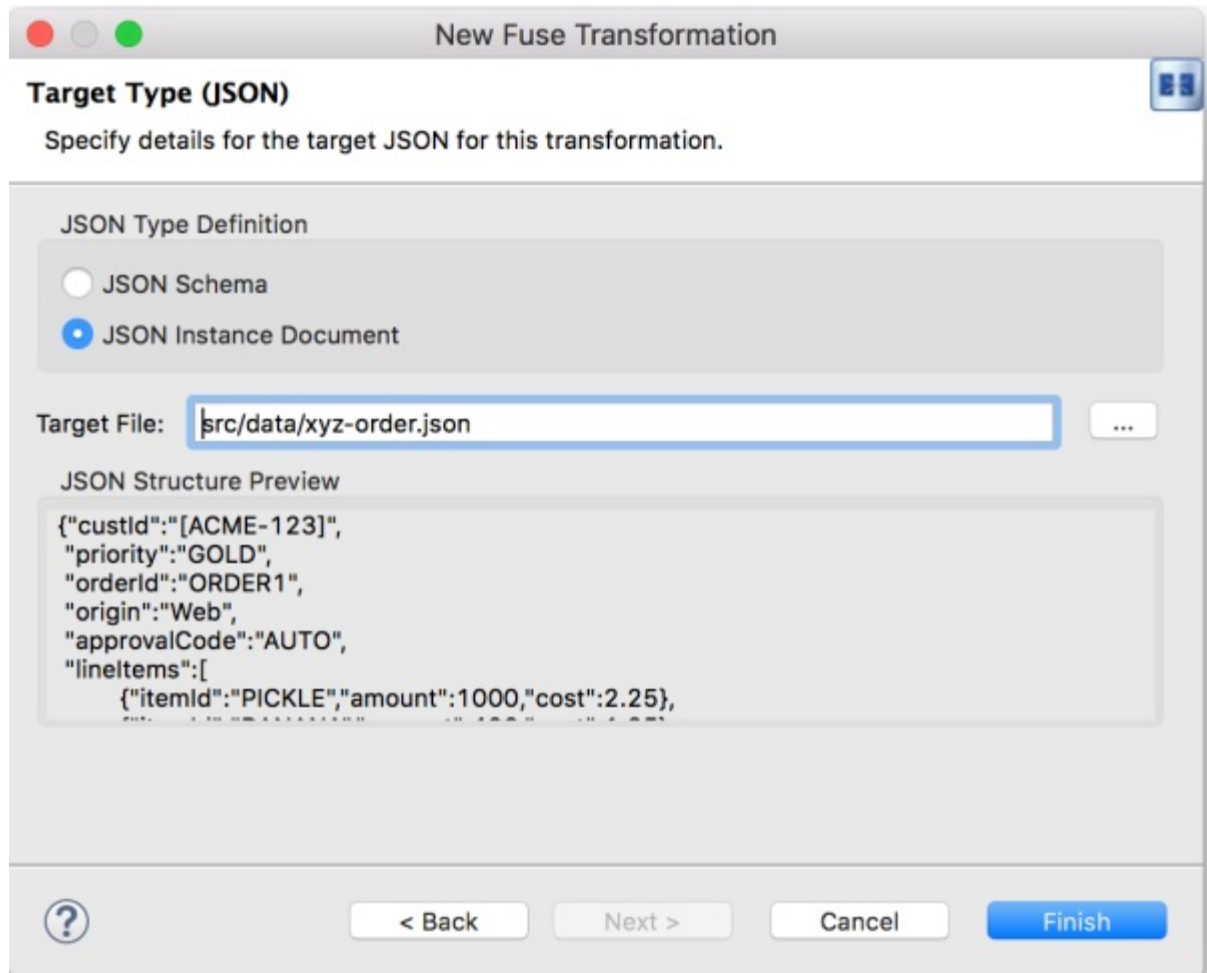 New Fuse Transformation
Target Type (JSON)
Specify details for the target JSON for this transformation.
JSON Type Definition
JSON Schema
JSON Instance Document
Target File: src/data/xyz-order.json ...
JSON Structure Preview
{"custId":"[ACME-123]",
"priority":"GOLD",
"orderId":"ORDER1",
"origin":"Web",
"approvalCode":"AUTO",
"lineItems":[
{"itemId":"PICKLE","amount":1000,"cost":2.25},
? < Back Next > Cancel Finish